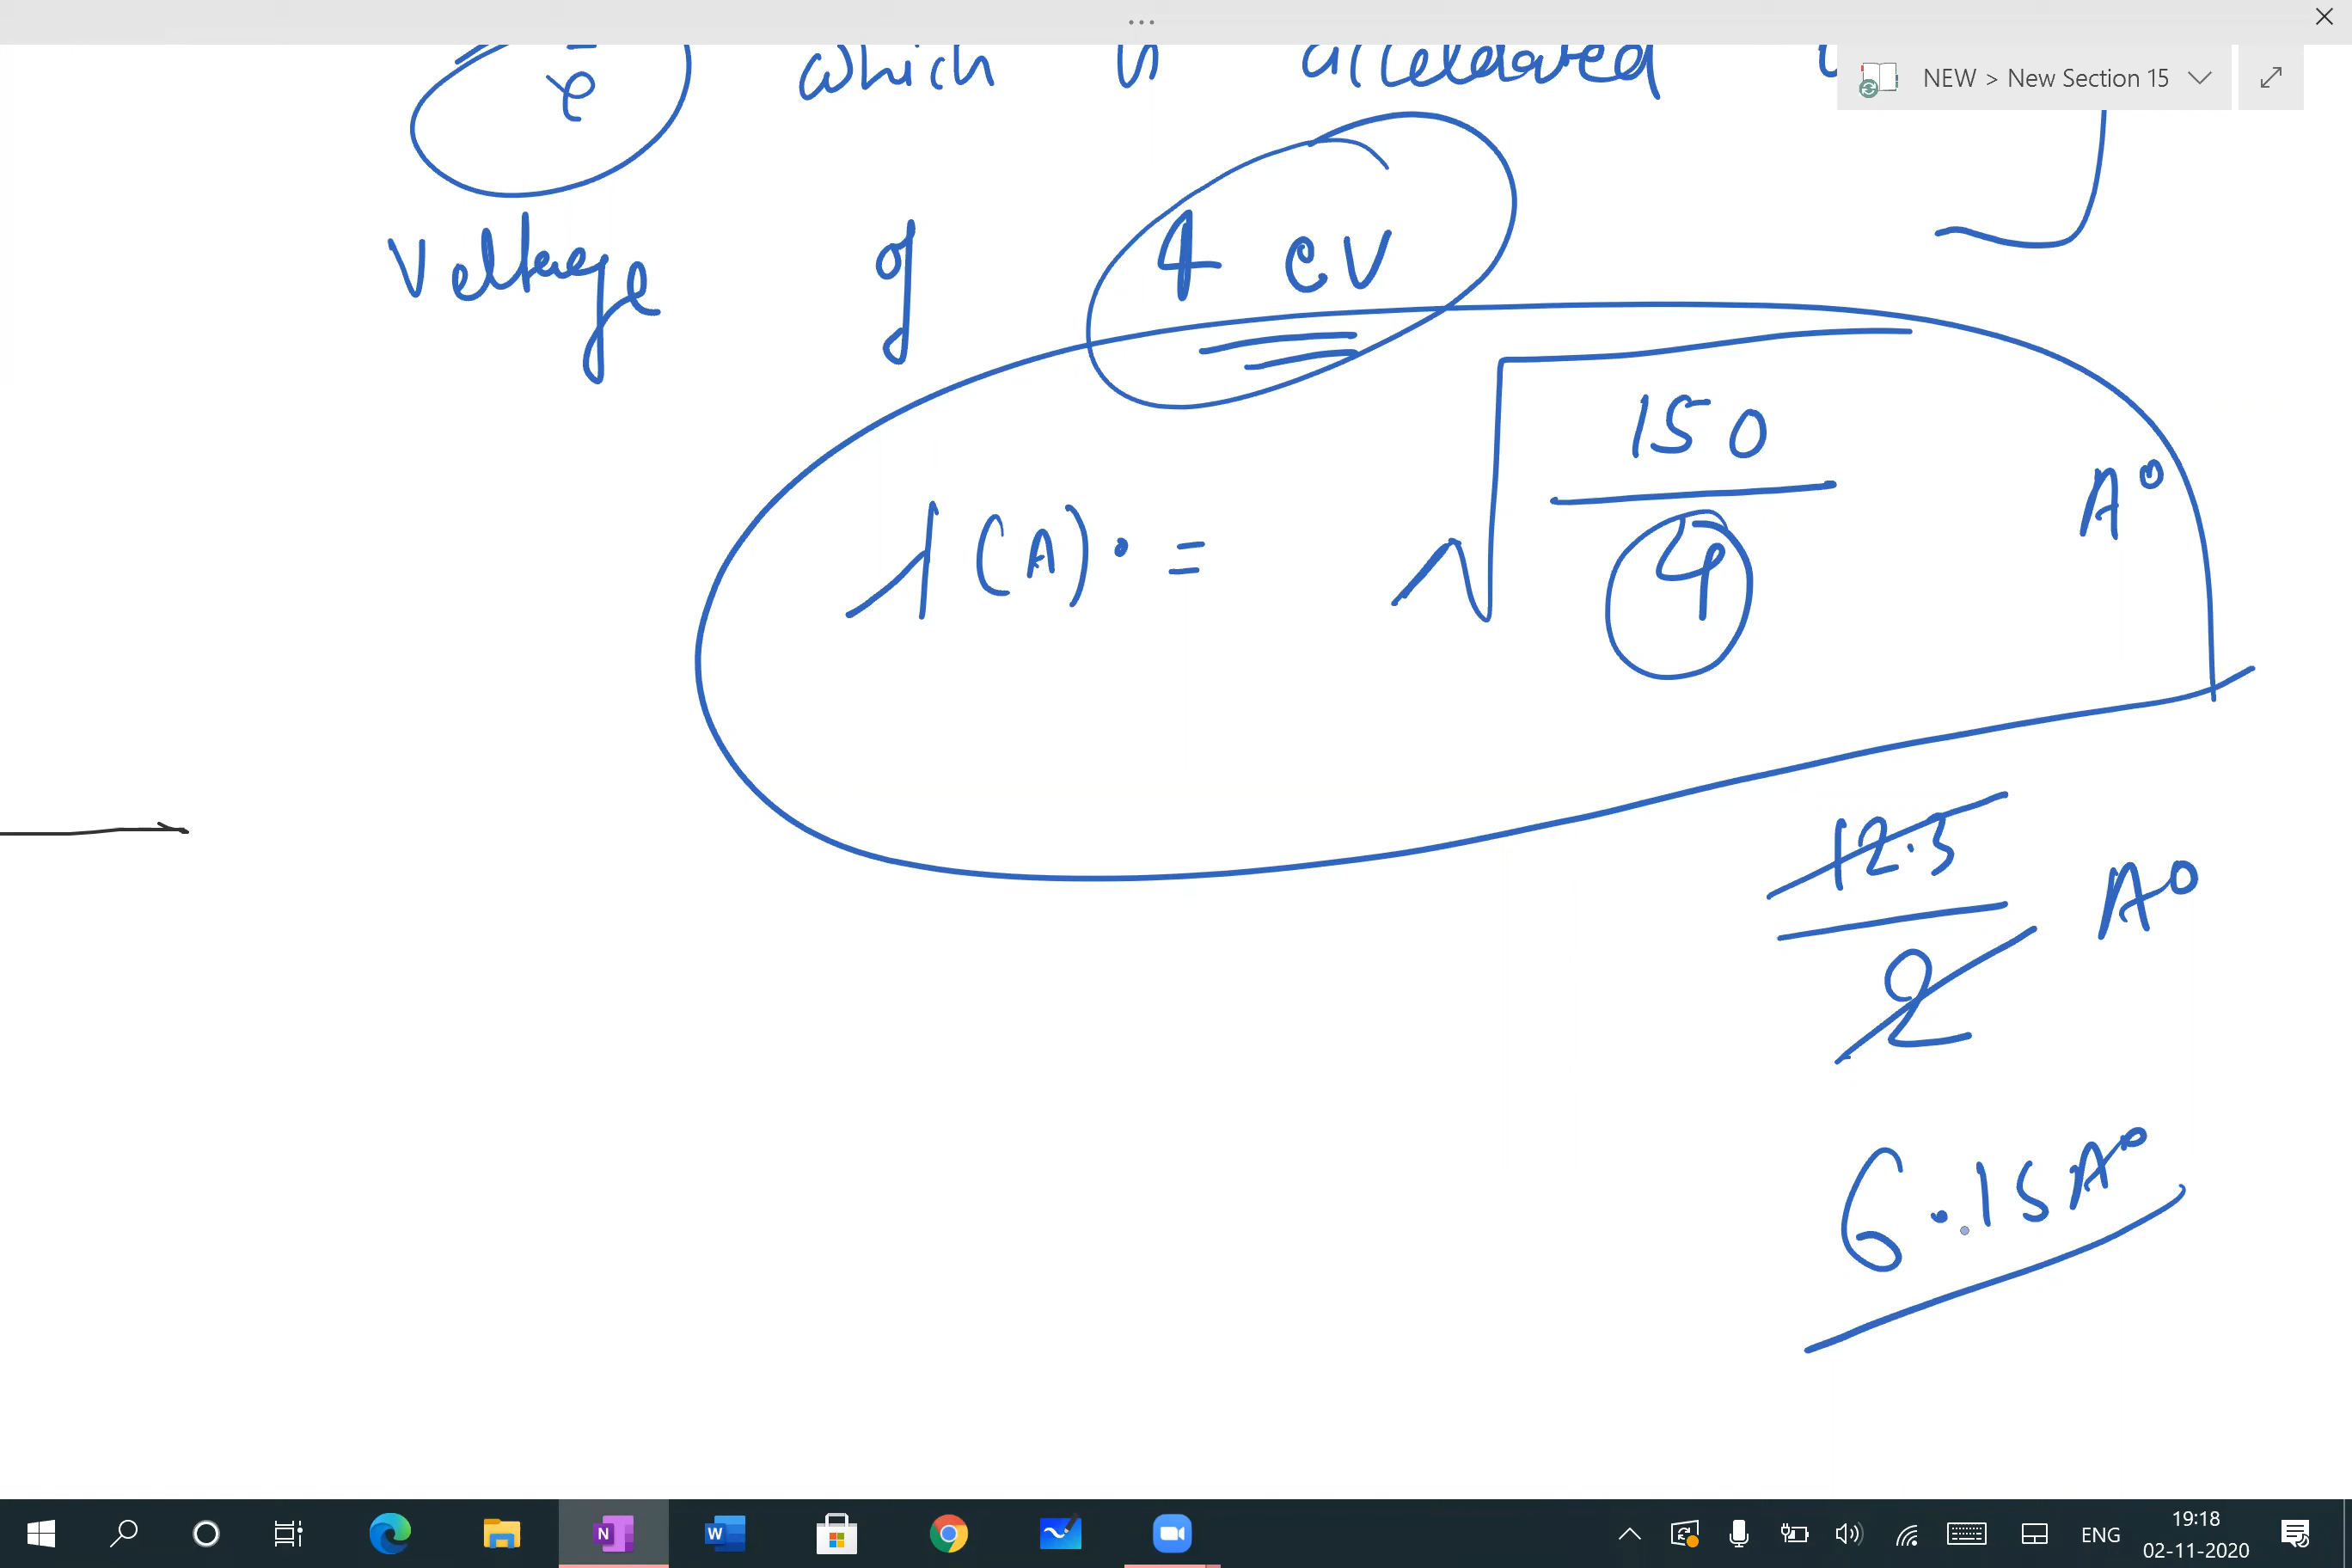 ...
NEW > New Section 15
e which is accelerated
Voltage of 4 eV
λ (A)° = √ 150 / 4 A°
12.3 / 2 A°
6.15 A°
N
W
ENG
19:18
02-11-2020